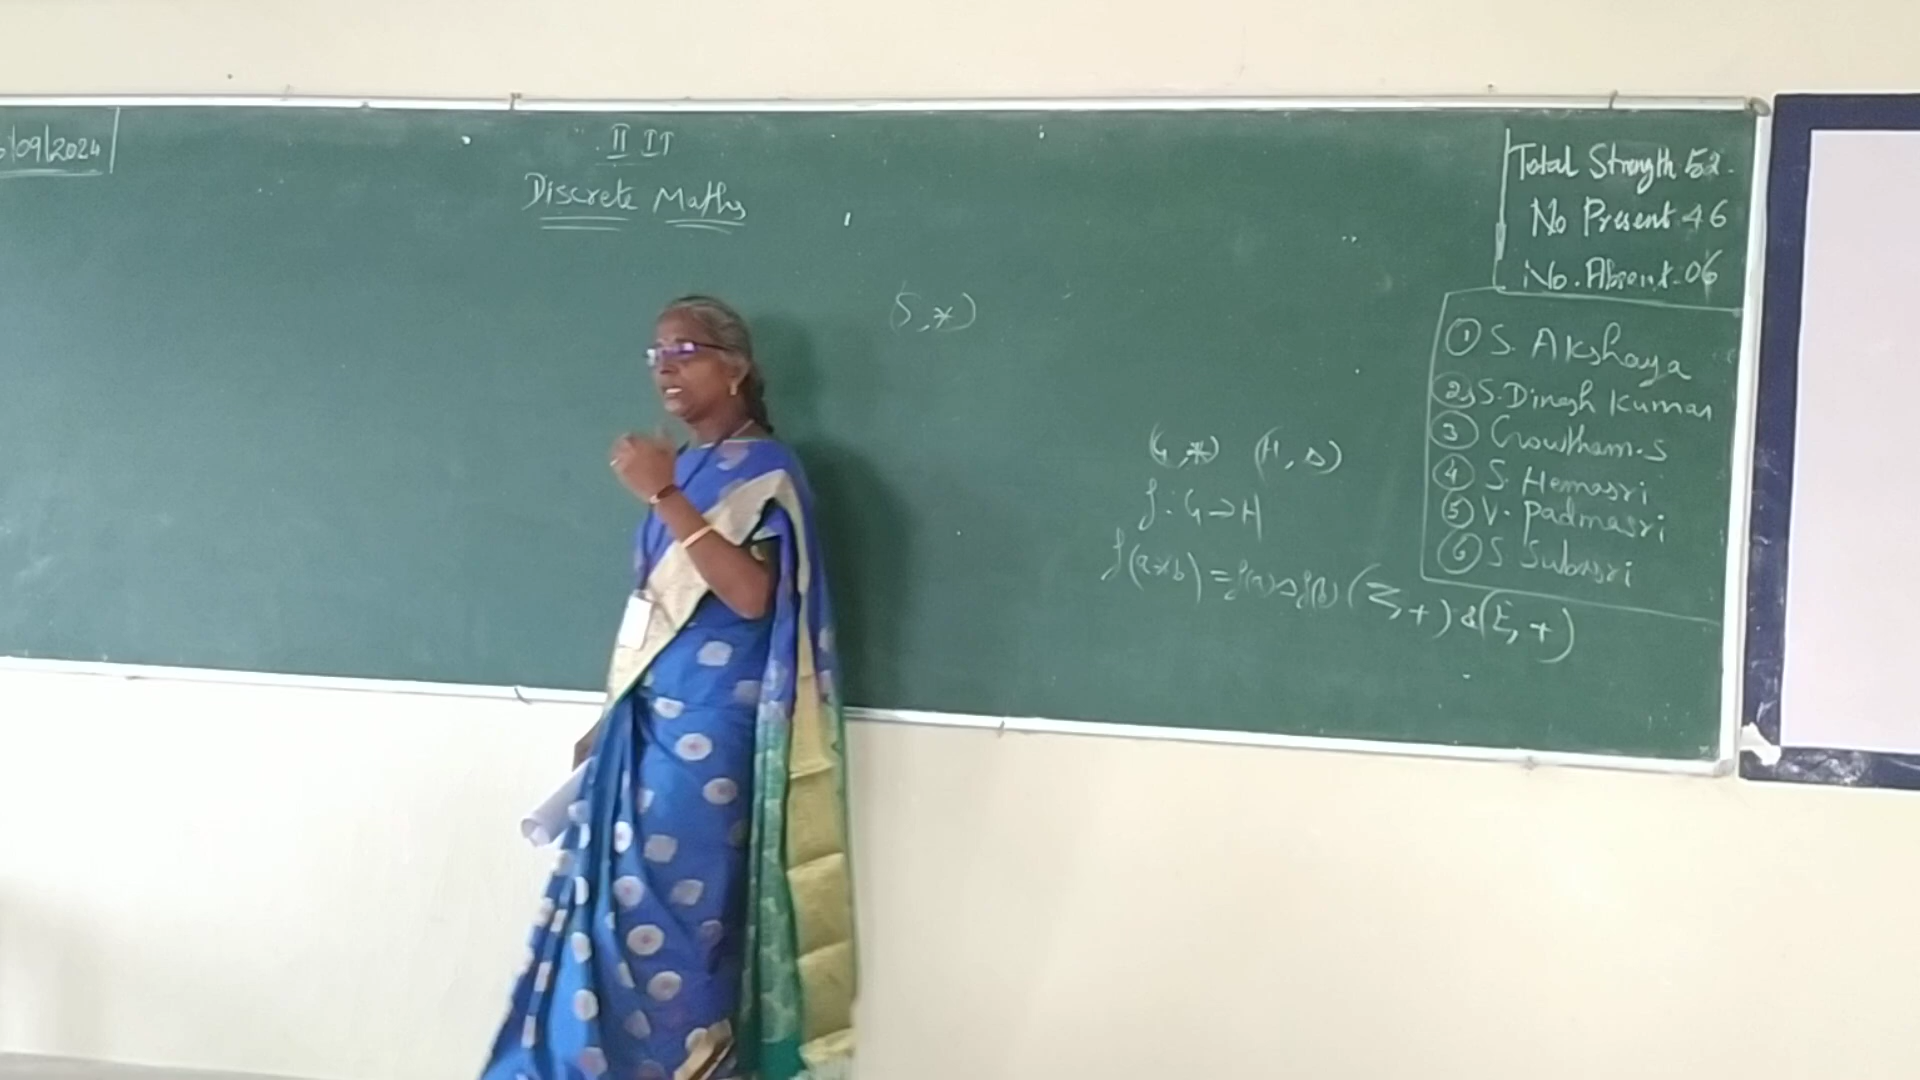 /09/2024
II IT
Discrete Maths
(S, *)
(G, *) (H, Δ)
f : G → H
f(a*b) = f(a) Δ f(b) (Z, +) & (E, +)
Total Strength 52.
No Present 46
No. Absent. 06
① S. Akshaya
② S. Dinesh Kumar
③ Gowtham. S
④ S. Hemasri
⑤ V. Padmasri
⑥ S Subasri